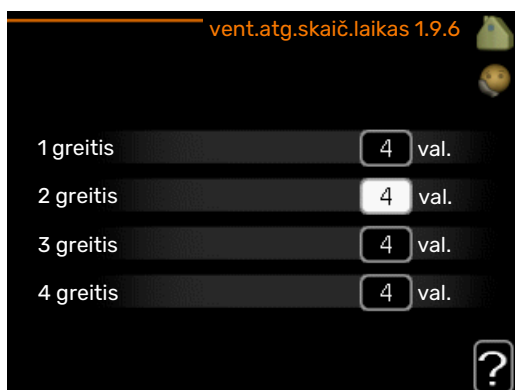 vent.atg.skaič.laikas 1.9.6
1 greitis 4 val.
2 greitis 4 val.
3 greitis 4 val.
4 greitis 4 val.
?